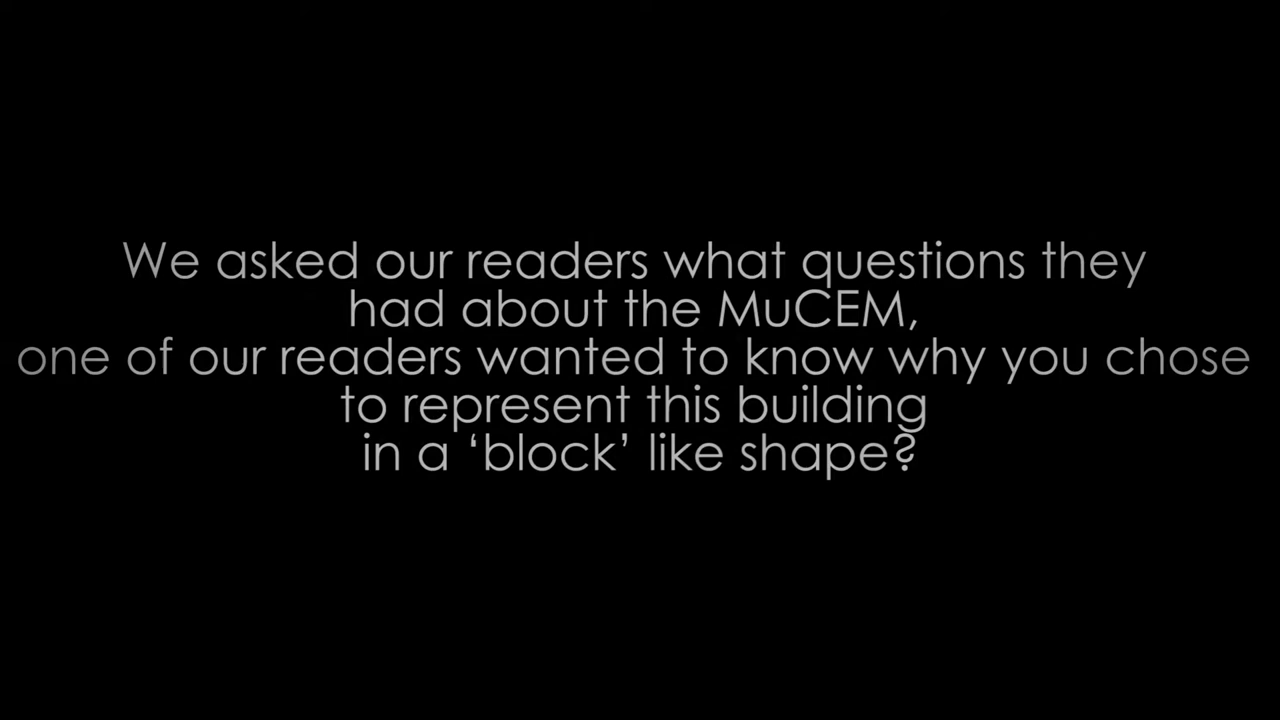 We asked our readers what questions they
had about the MuCEM,
one of our readers wanted to know why you chose
to represent this building
in a ‘block’ like shape?